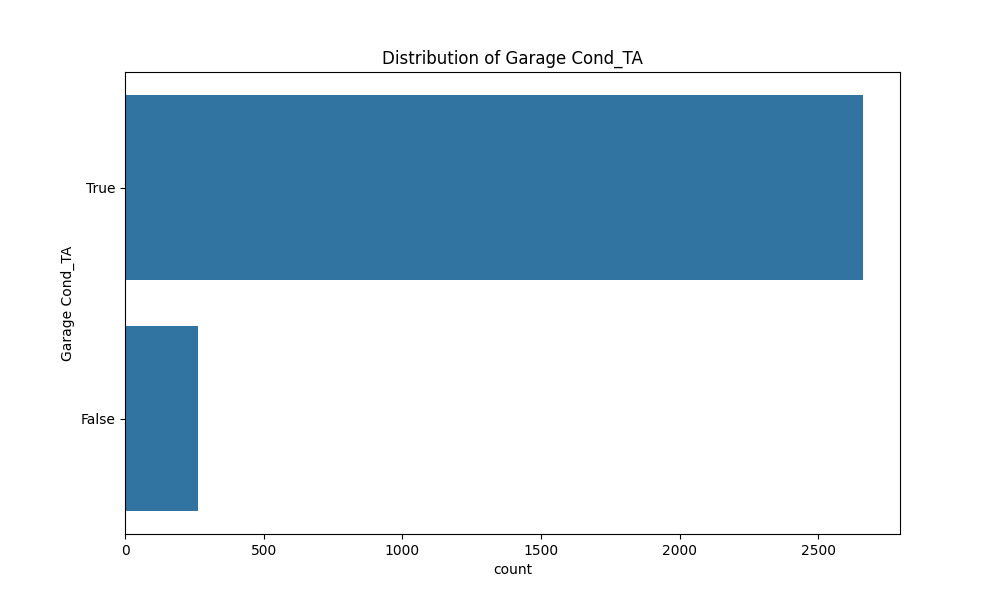 Distribution of Garage Cond_TA
Garage Cond_TA
True
False
0 500 1000 1500 2000 2500
count